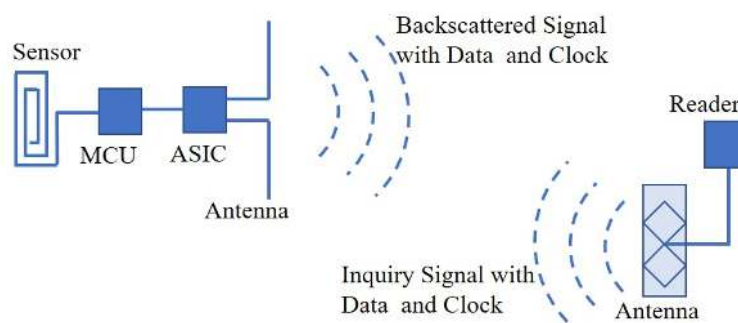 Backscattered Signal
with Data and Clock
Sensor
MCU
ASIC
Antenna
Reader
Inquiry Signal with
Data and Clock
Antenna